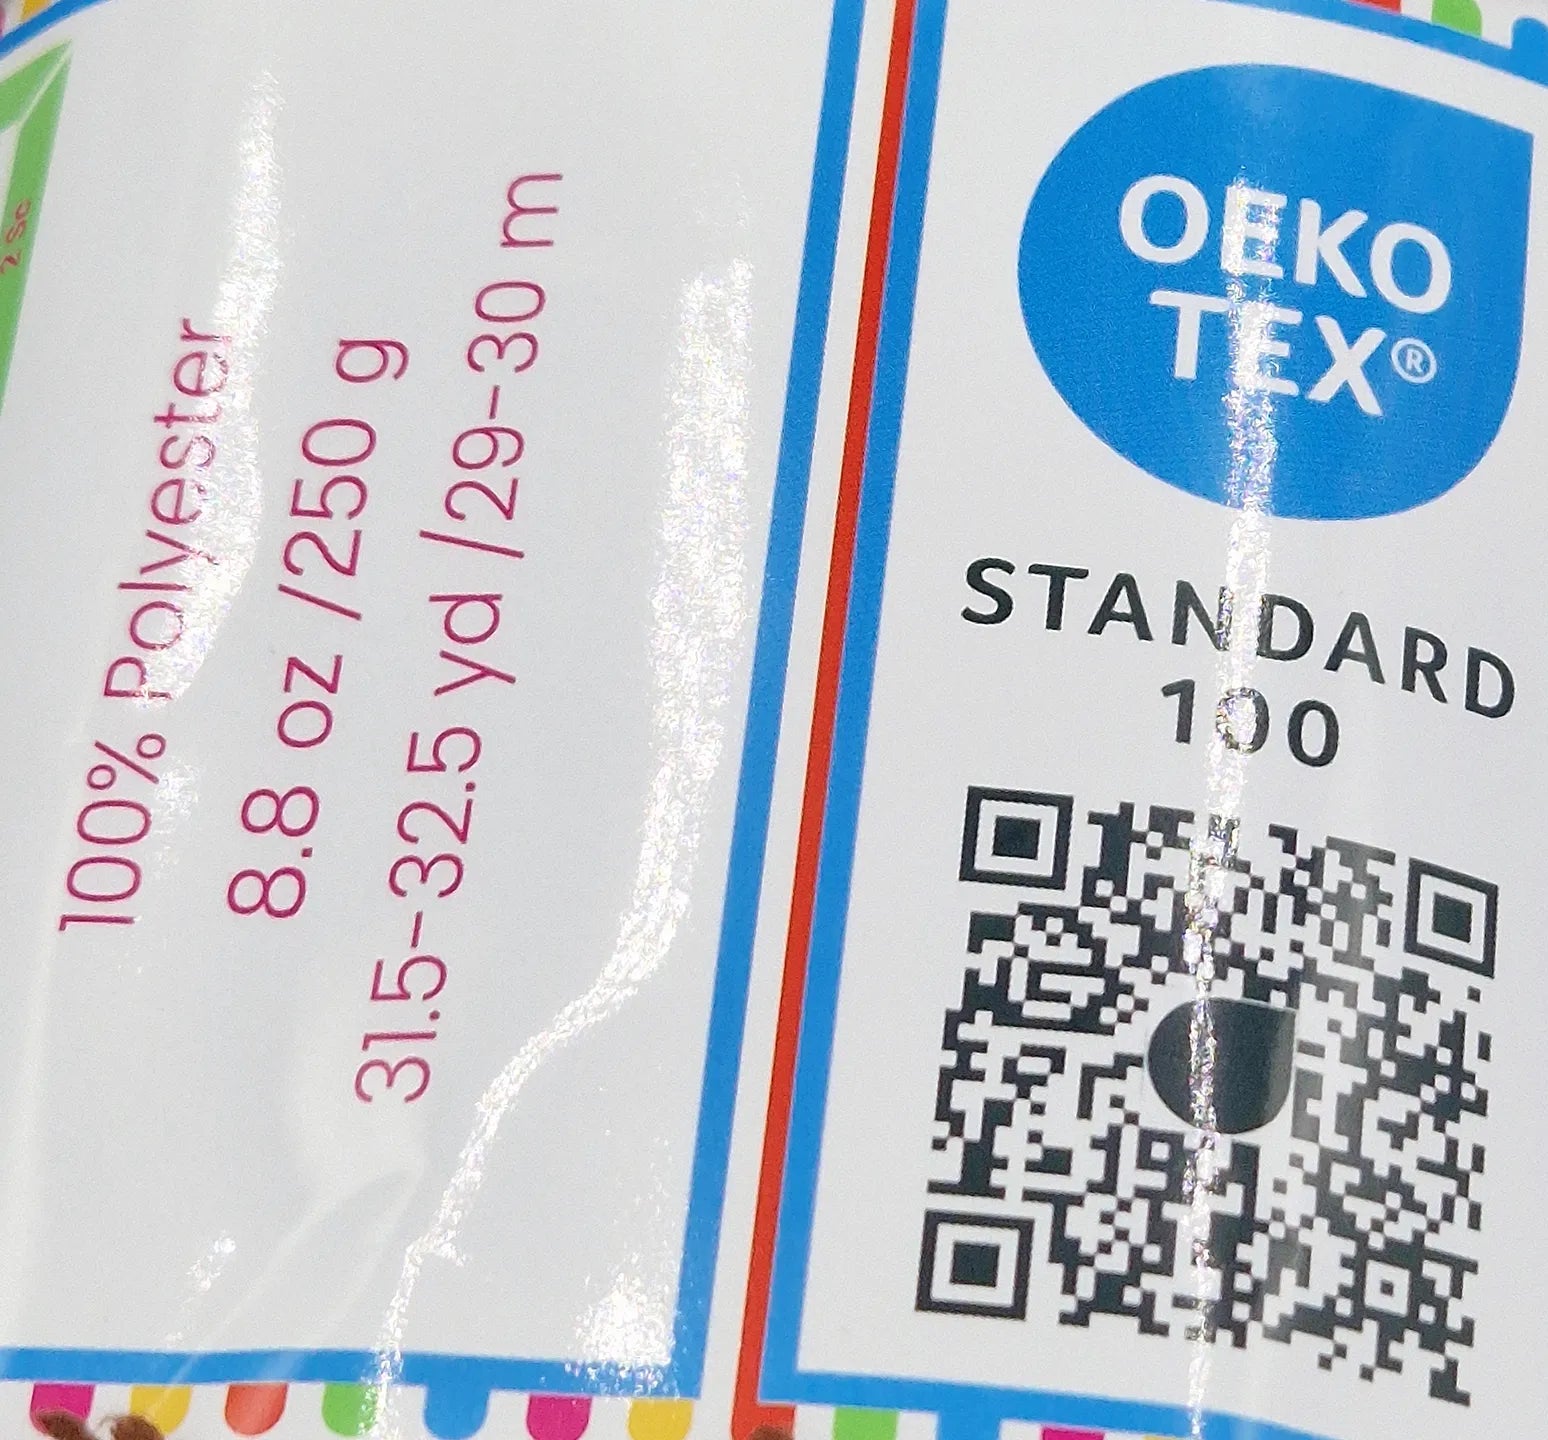 100% Polyester
8.8 oz /250 g
31.5-32.5 yd /29-30 m
OEKO
TEX®
STANDARD
100